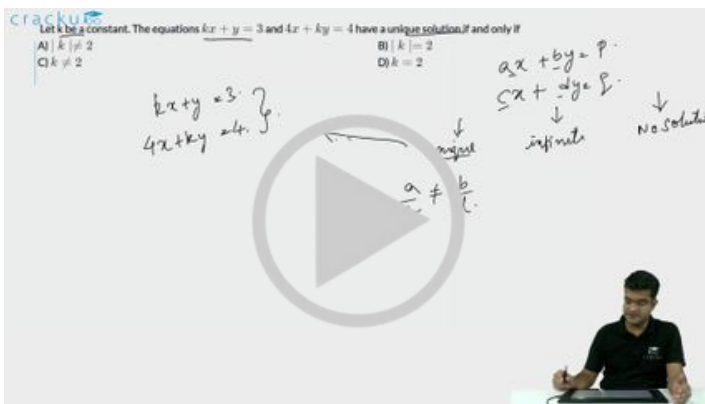 cracku
Let k be a constant. The equations kx + y = 3 and 4x + ky = 4 have a unique solution if and only if
A) | k |≠ 2
B) | k |= 2
C) k ≠ 2
D) k = 2
ax + by = p.
cx + dy = q.
kx+y = 3.
4x+ky = 4.
unique
infinite
No Soluti
a ≠ b